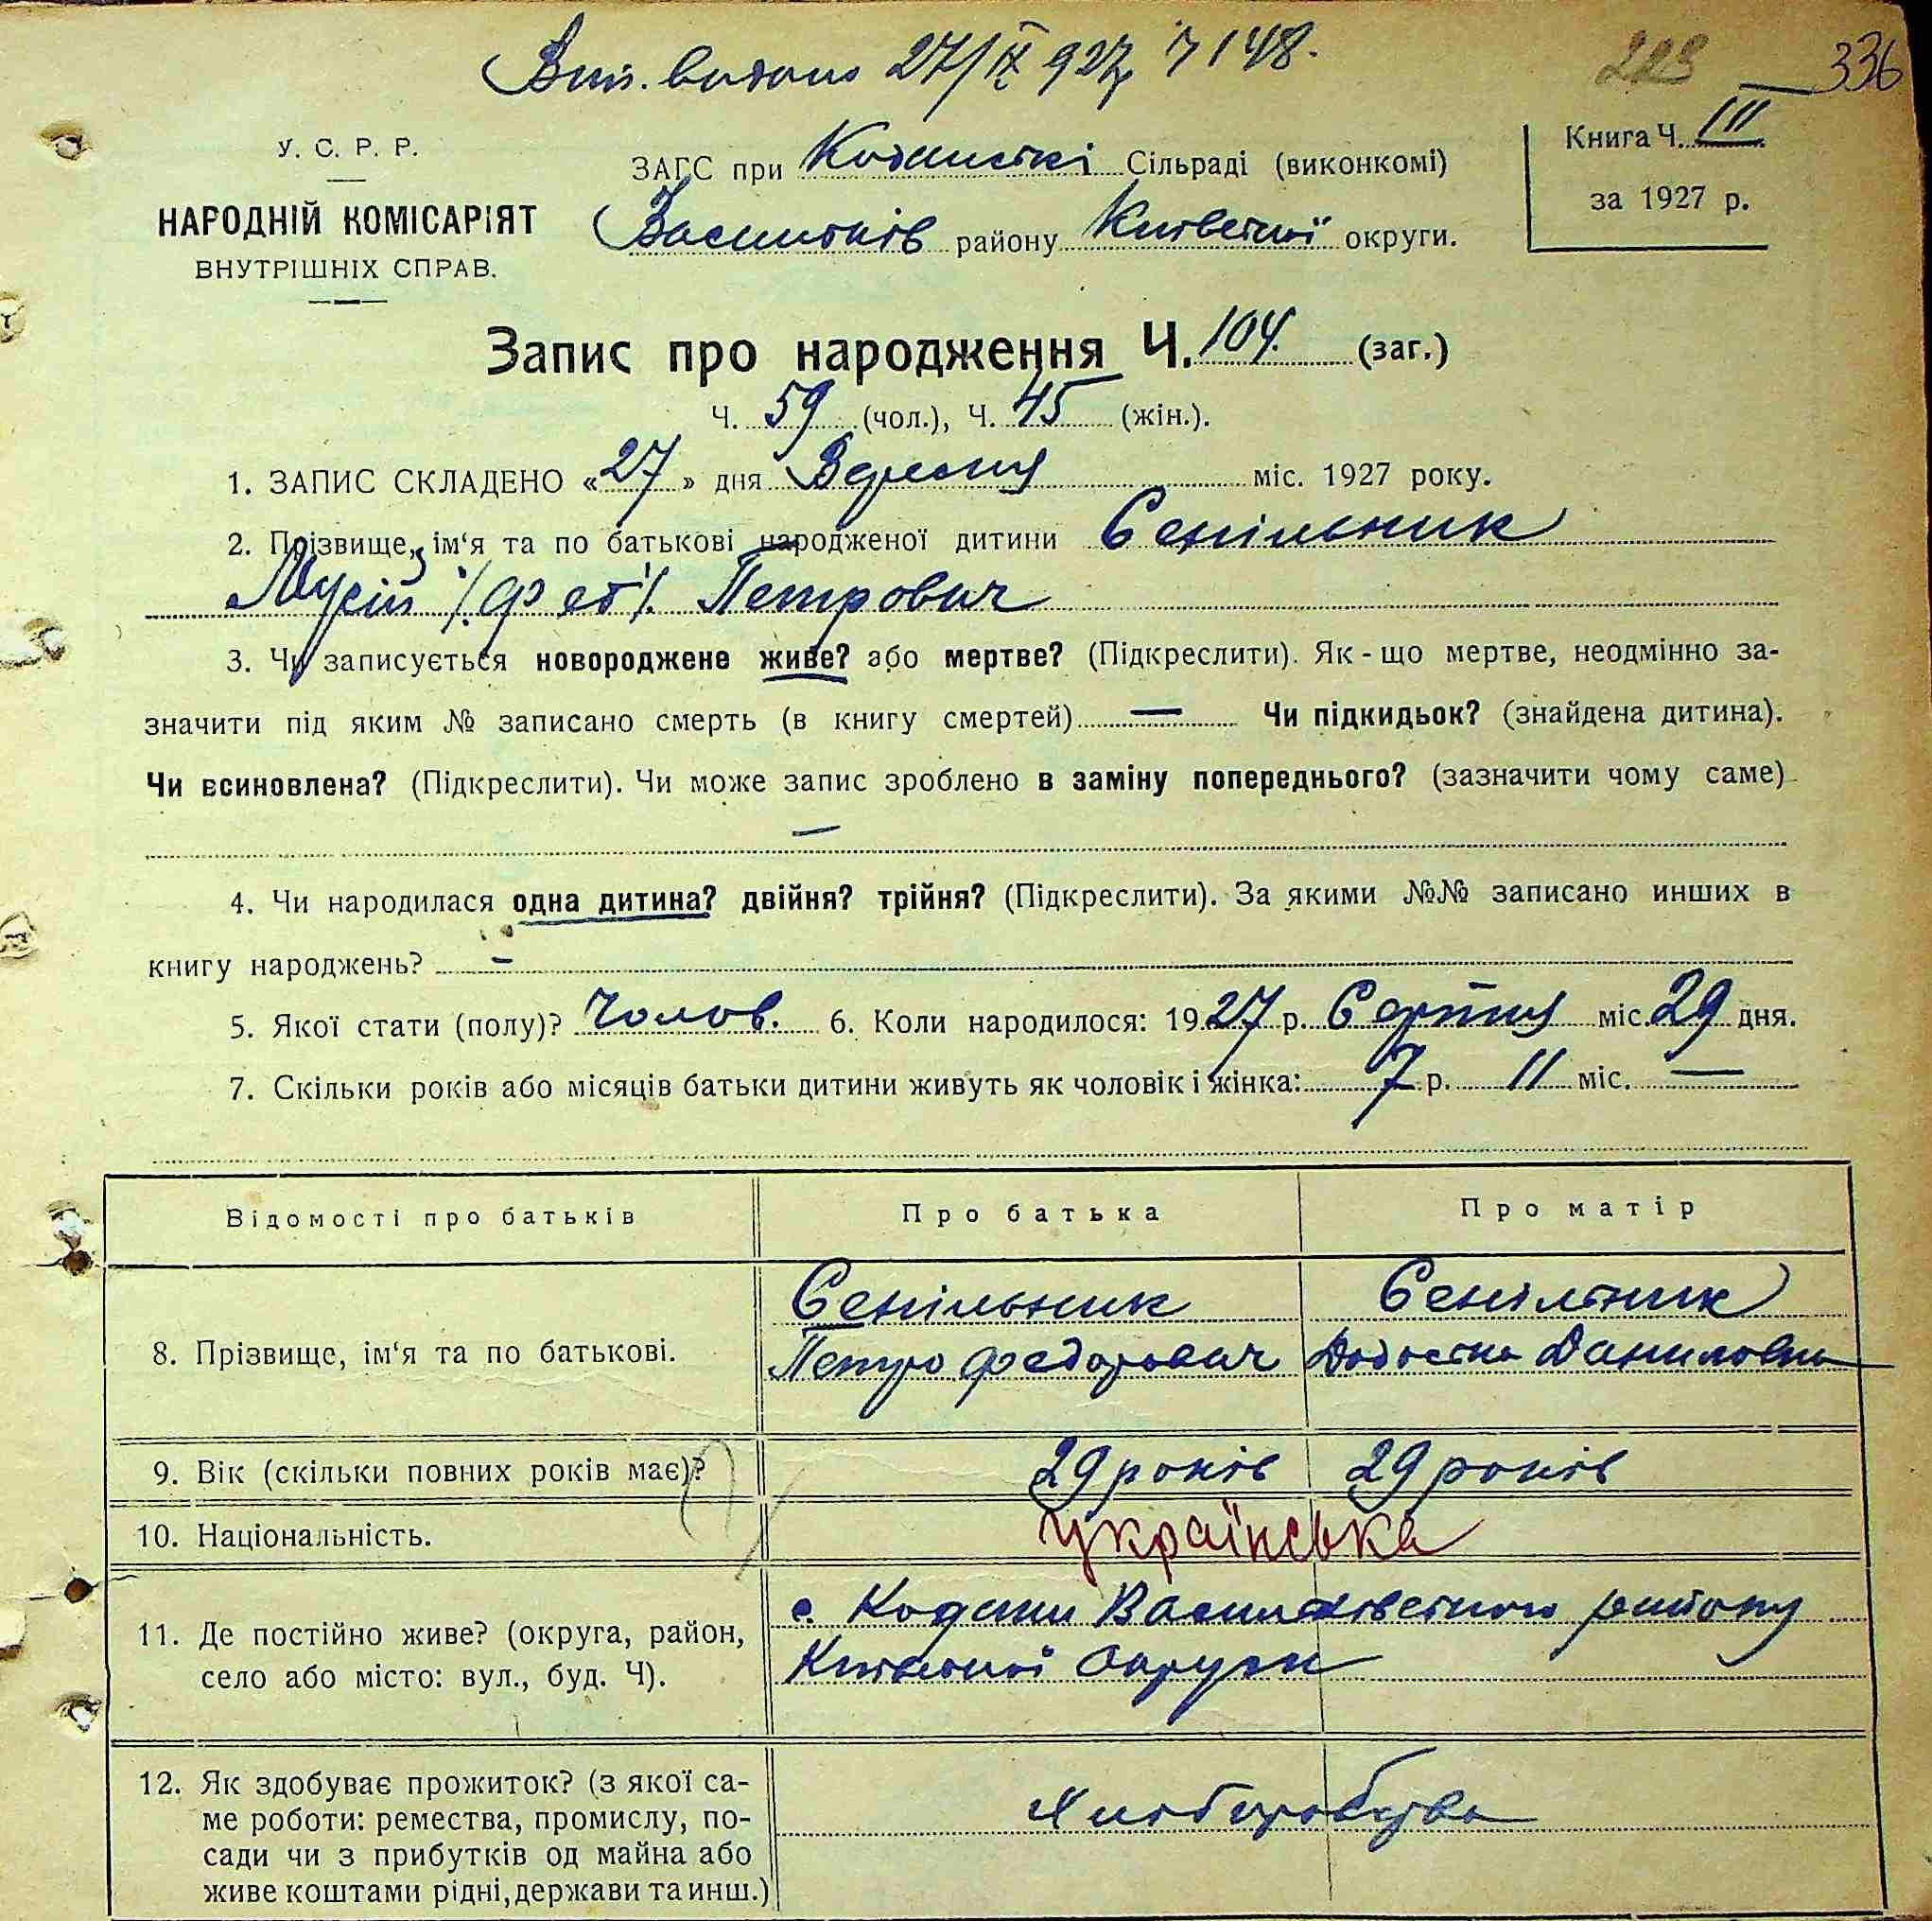 Вип. видано 27/IX 927р 148.
223 — 336
У. С. Р. Р.
НАРОДНІЙ КОМІСАРІЯТ
ВНУТРІШНІХ СПРАВ.
ЗАГС при Кодацькі Сільраді (виконкомі)
Васильків району Київської округи.
Книга Ч. III
за 1927 р.
Запис про народження Ч. 104. (заг.)
Ч. 59 (чол.), Ч. 45 (жін.).
1. ЗАПИС СКЛАДЕНО «27» дня Вересня міс. 1927 року.
2. Прізвище, ім‘я та по батькові народженої дитини Сенільник
Мусій Петрович
3. Чи записується новороджене живе? або мертве? (Підкреслити). Як-що мертве, неодмінно за-
значити під яким № записано смерть (в книгу смертей) — Чи підкидьок? (знайдена дитина).
Чи всиновлена? (Підкреслити). Чи може запис зроблено в заміну попереднього? (зазначити чому саме)
—
4. Чи народилася одна дитина? двійня? трійня? (Підкреслити). За якими №№ записано инших в
книгу народжень? —
5. Якої стати (полу)? Чолов. 6. Коли народилося: 1927 р. Серпня міс. 29 дня.
7. Скільки років або місяців батьки дитини живуть як чоловік і жінка: 7 р. 11 міс. —
Відомості про батьків Про батька Про матір
8. Прізвище, ім‘я та по батькові.
Сенільник Сенільник
Петро Федорович Даниловна
9. Вік (скільки повних років має)? 29 років 29 років
10. Національність. Українська
11. Де постійно живе? (округа, район,
село або місто: вул., буд. Ч).
с. Кодаки Васильківського району
Київської Округи
12. Як здобуває прожиток? (з якої са-
ме роботи: ремества, промислу, по-
сади чи з прибутків од майна або
живе коштами рідні, держави та инш.)
Хліборобство